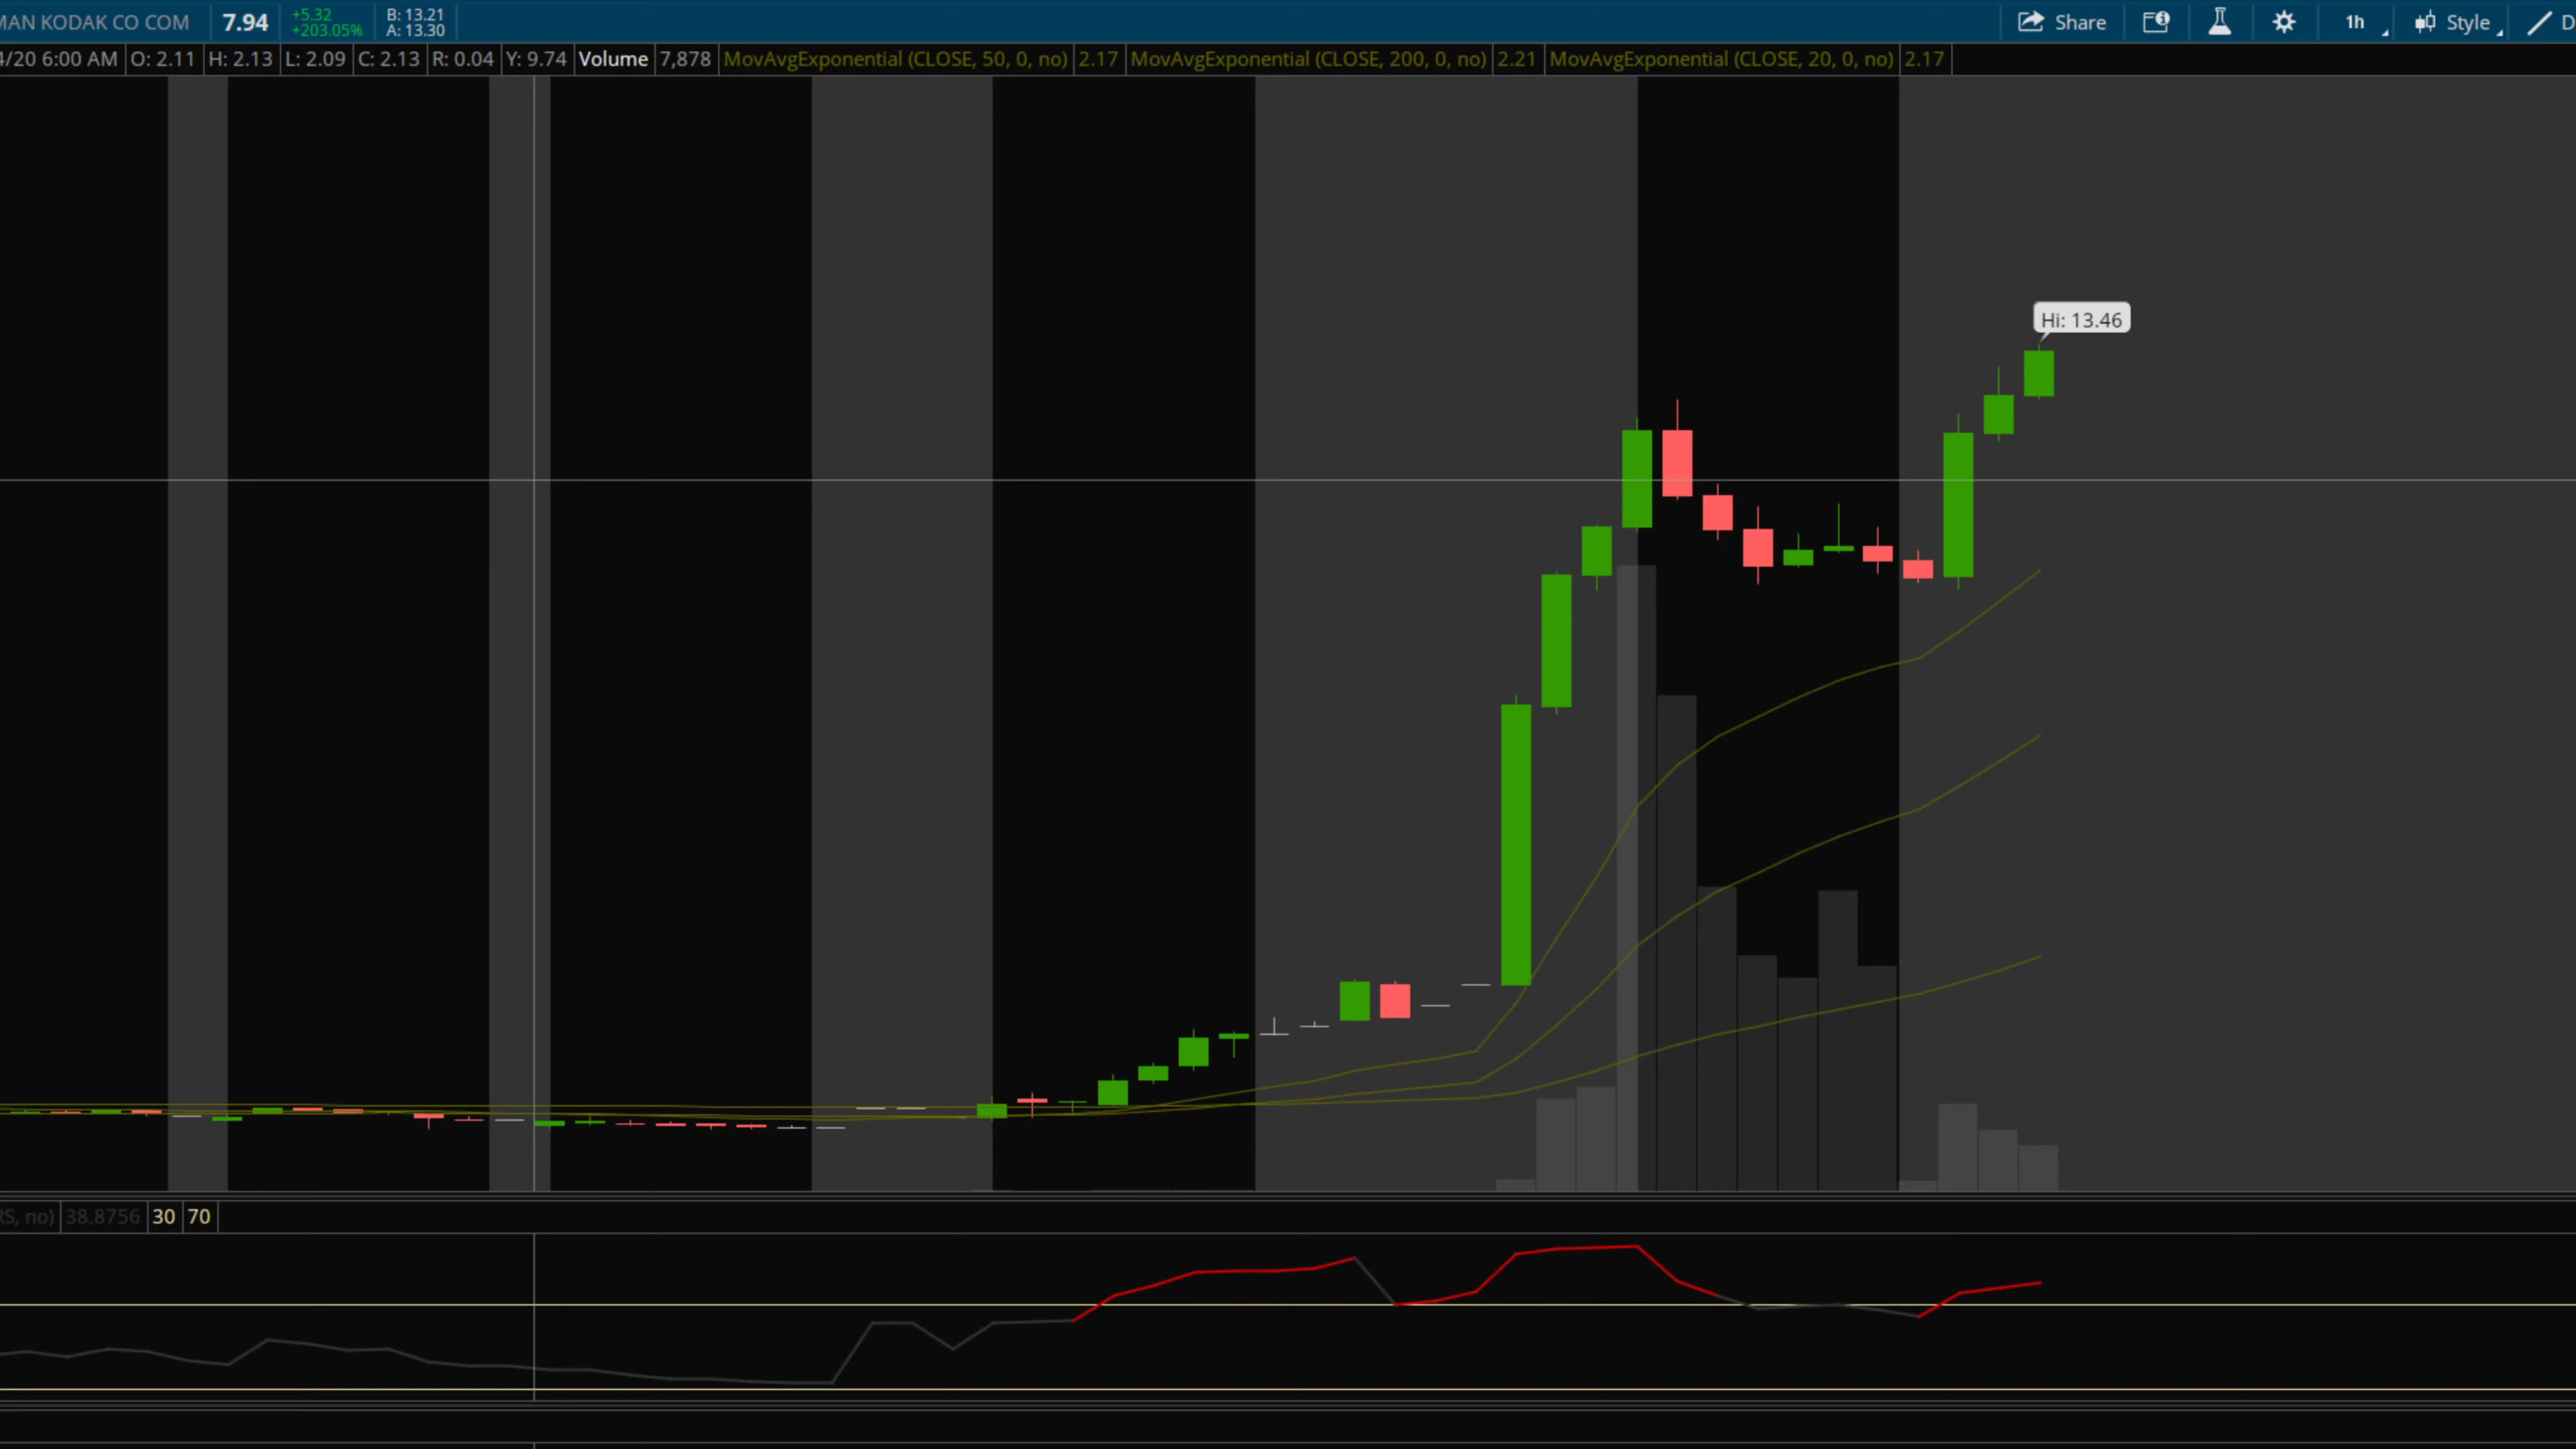 MAN KODAK CO COM 7.94 +5.32 +203.05% B: 13.21 A: 13.30 Share 1h Style D
4/20 6:00 AM O: 2.11 H: 2.13 L: 2.09 C: 2.13 R: 0.04 Y: 9.74 Volume 7,878 MovAvgExponential (CLOSE, 50, 0, no) 2.17 MovAvgExponential (CLOSE, 200, 0, no) 2.21 MovAvgExponential (CLOSE, 20, 0, no) 2.17
Hi: 13.46
RS, no) 38.8756 30 70